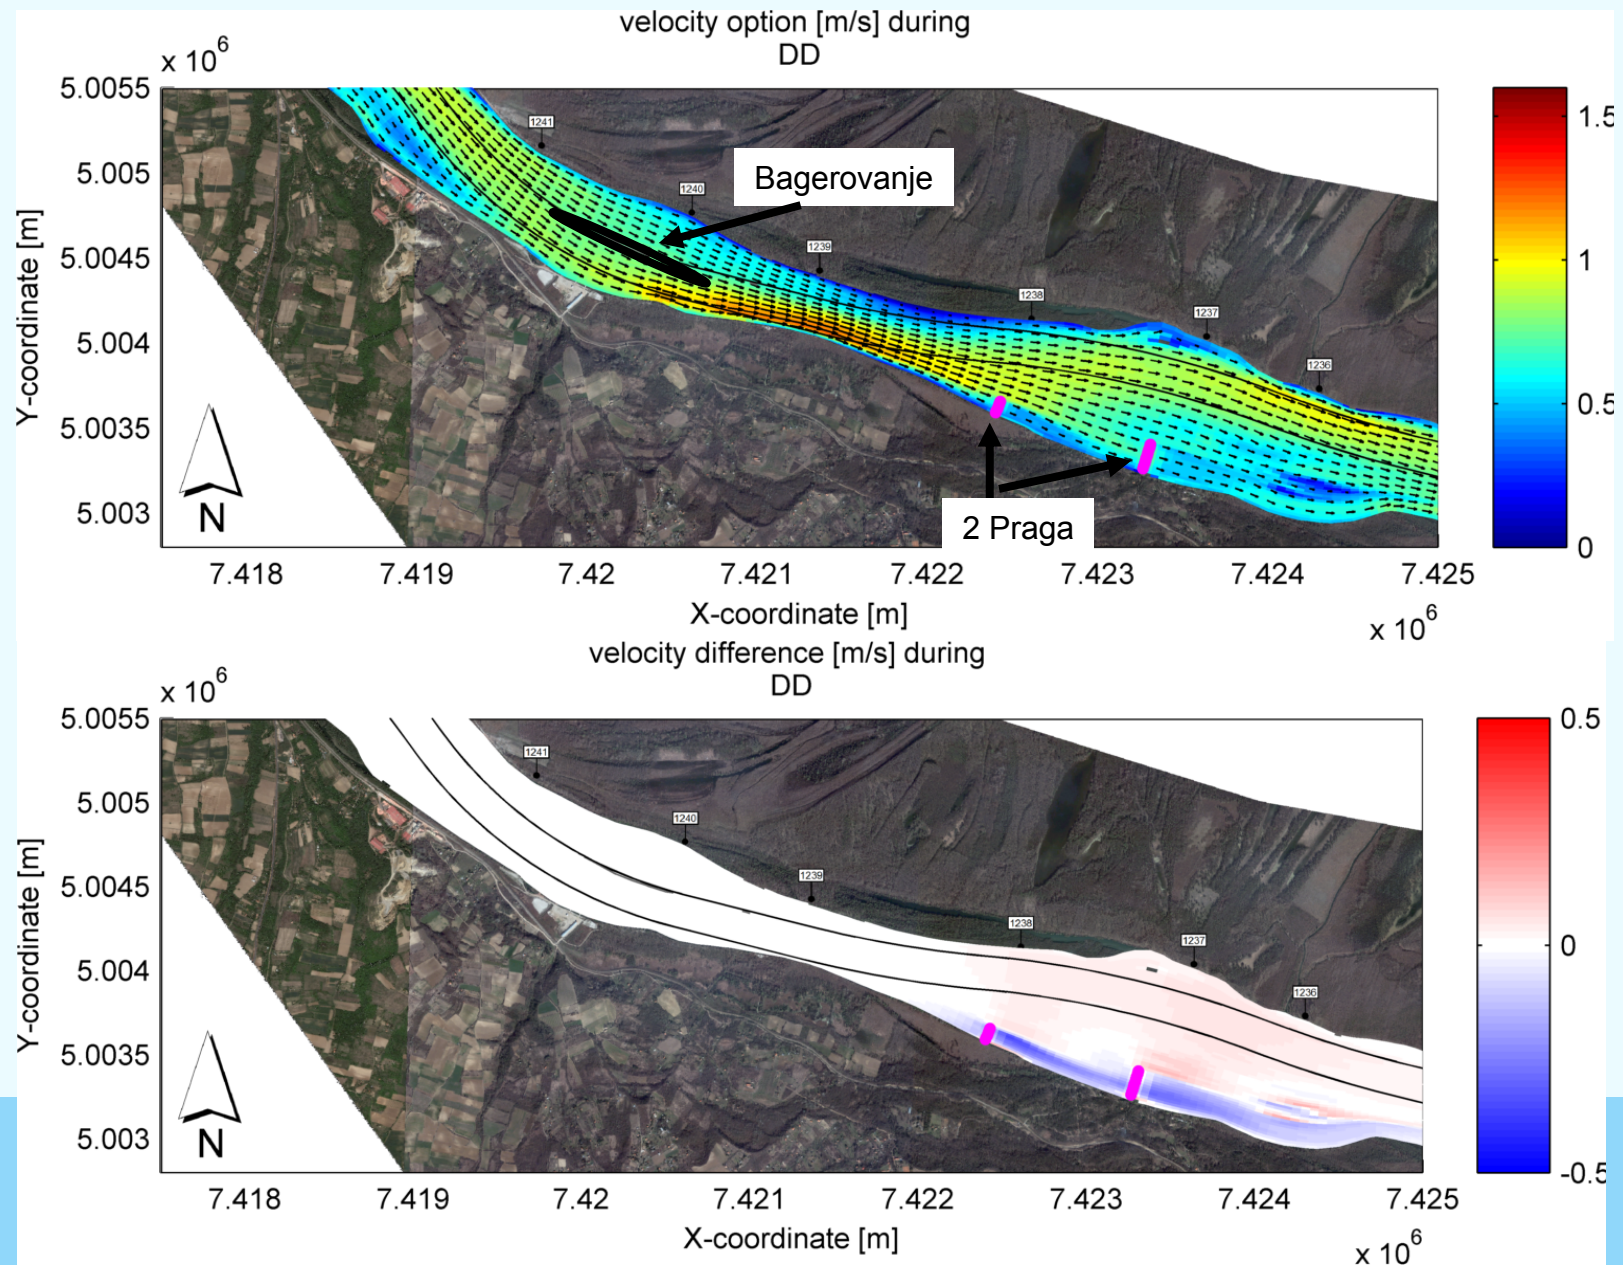 velocity option [m/s] during
DD
x 10^6
5.0055
5.005
5.0045
5.004
5.0035
5.003
Y-coordinate [m]
1241
1240
1239
1238
1237
1236
Bagerovanje
2 Praga
N
1.5
1
0.5
0
7.418 7.419 7.42 7.421 7.422 7.423 7.424 7.425
X-coordinate [m]
x 10^6
velocity difference [m/s] during
DD
x 10^6
5.0055
5.005
5.0045
5.004
5.0035
5.003
Y-coordinate [m]
1241
1240
1239
1238
1237
1236
N
0.5
0
-0.5
7.418 7.419 7.42 7.421 7.422 7.423 7.424 7.425
X-coordinate [m]
x 10^6